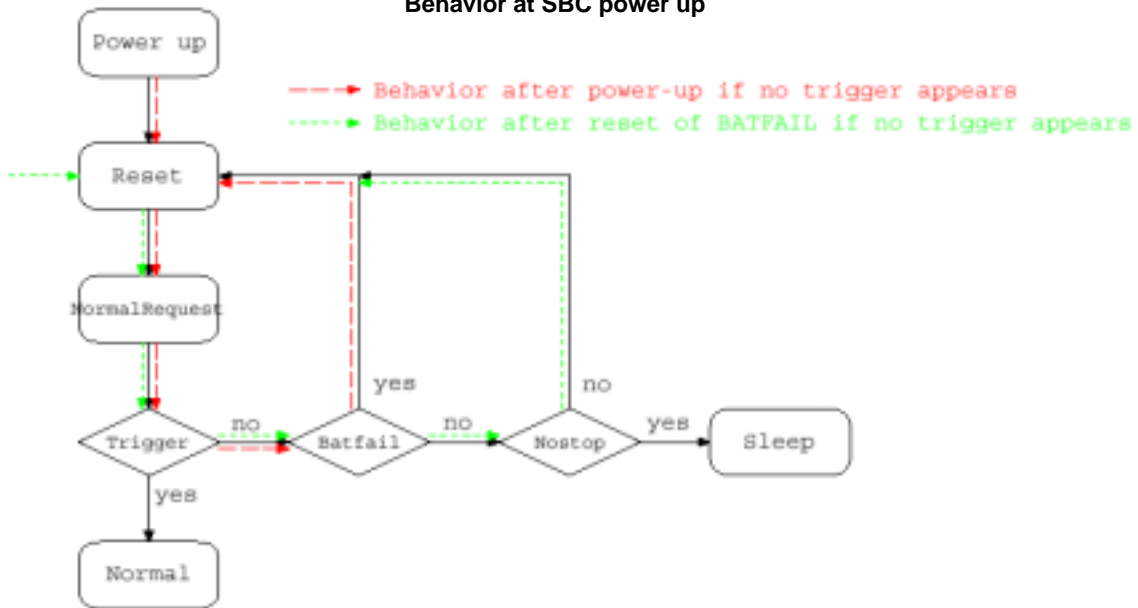 Behavior at SBC power up
Power up
Behavior after power-up if no trigger appears
Behavior after reset of BATFAIL if no trigger appears
Reset
NormalRequest
yes
no
no
no
yes
Trigger
Batfail
Nostop
Sleep
yes
Normal